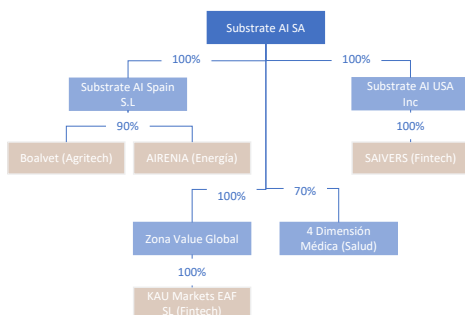 Substrate AI SA
100%
100%
Substrate AI Spain
S.L
Substrate AI USA
Inc
90%
100%
Boalvet (Agritech)
AIRENIA (Energía)
SAIVERS (Fintech)
100%
70%
Zona Value Global
4 Dimensión
Médica (Salud)
100%
KAU Markets EAF
SL (Fintech)